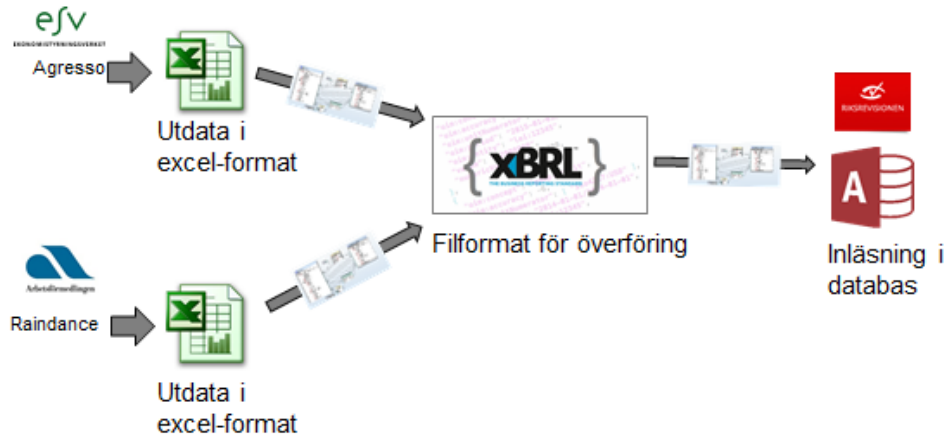 esv
EKONOMISTYRNINGSVERKET
Agresso
Utdata i
excel-format
{ XBRL™ }
THE BUSINESS REPORTING STANDARD
Filformat för överföring
RIKSREVISIONEN
A
Inläsning i
databas
Arbetsförmedlingen
Raindance
Utdata i
excel-format